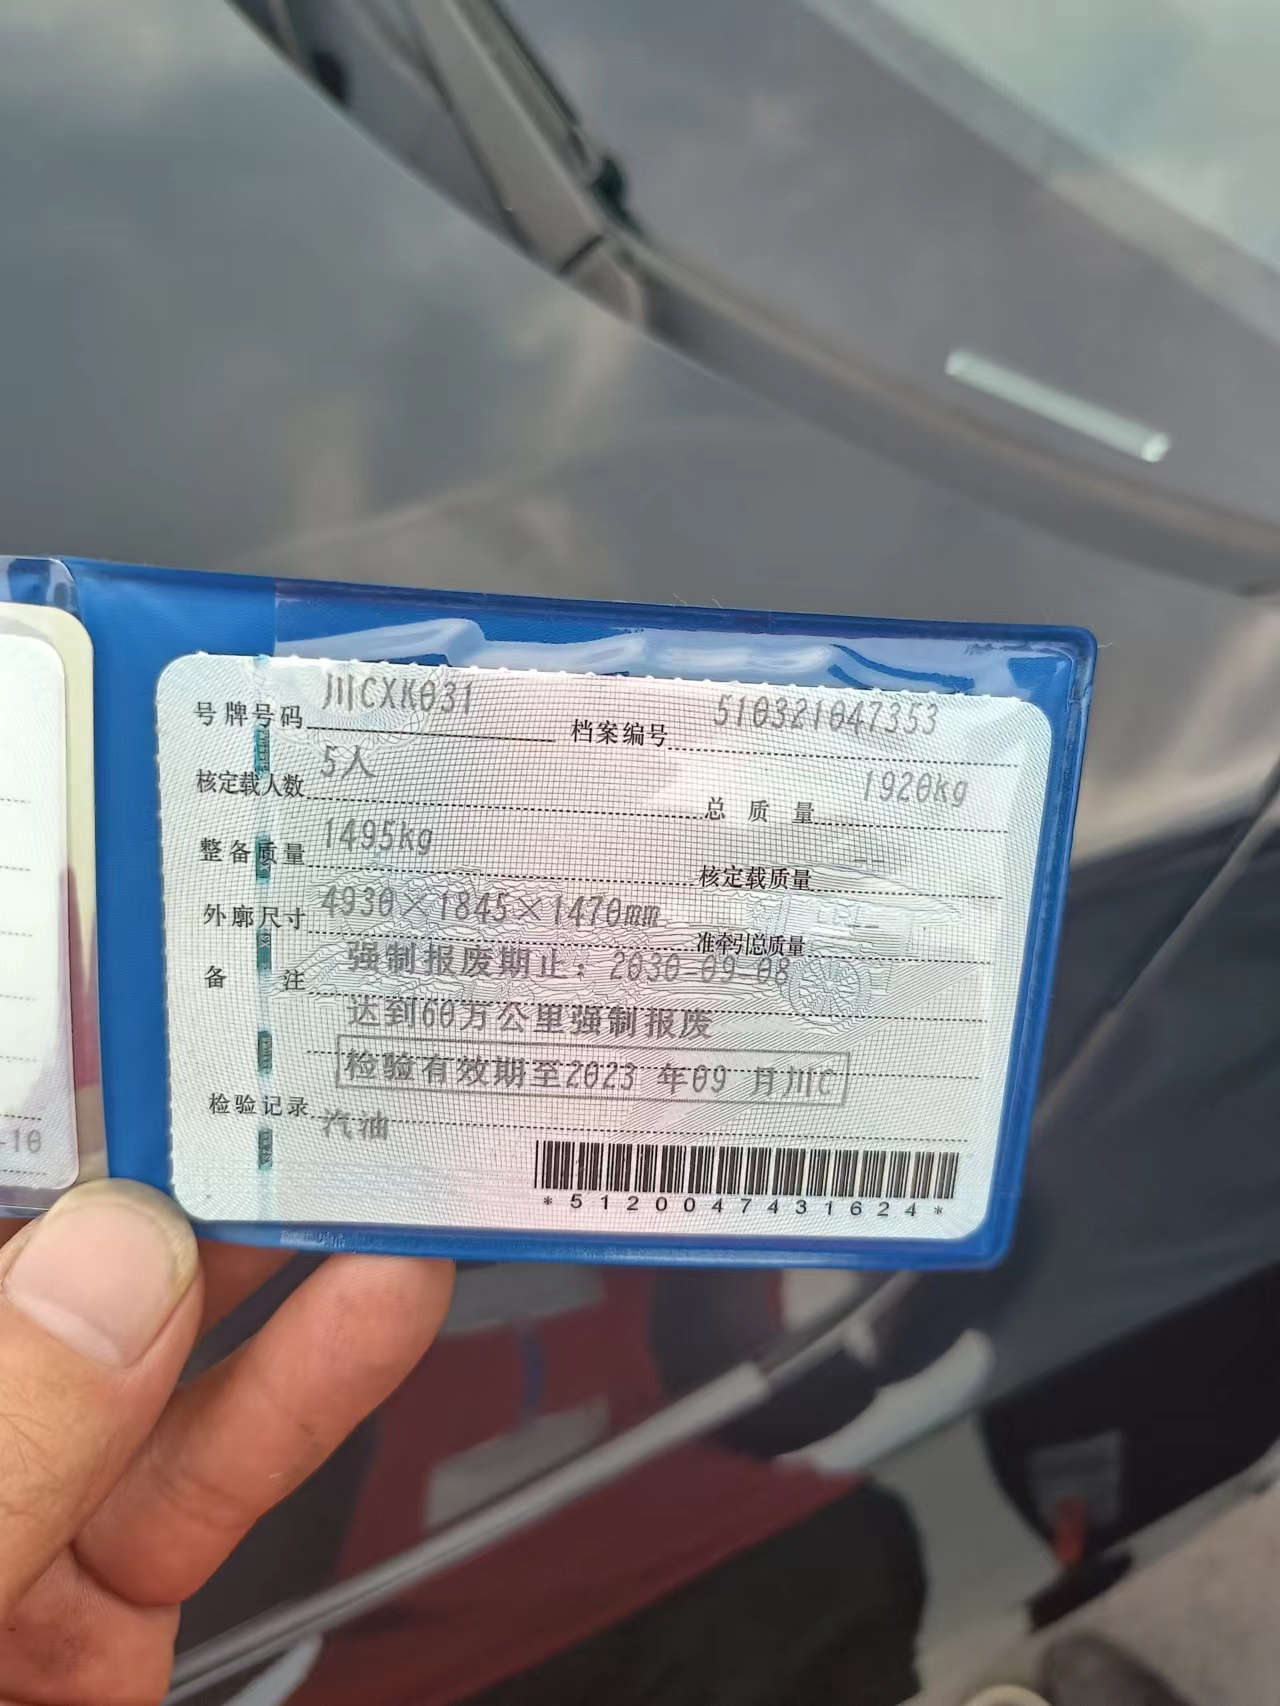 号牌号码 川CXK031 档案编号 510321047353
核定载人数 5人 总质量 1920kg
整备质量 1495kg 核定载质量 --
外廓尺寸 4930×1845×1470mm 准牵引总质量 --
备注 强制报废期止：2030-09-08
达到60万公里强制报废
检验有效期至2023 年09 月川C
检验记录
汽油
*5120047431624*
-10